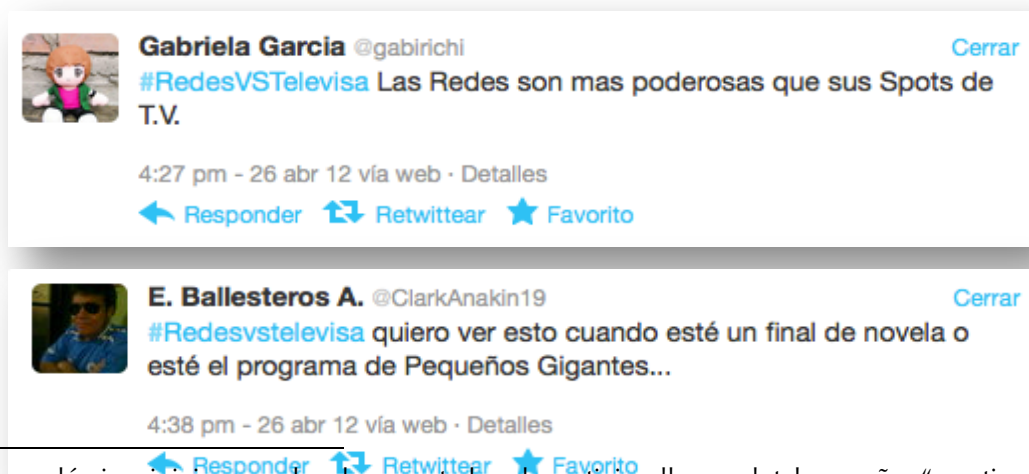 Gabriela Garcia @gabirichi Cerrar
#RedesVSTelevisa Las Redes son mas poderosas que sus Spots de
T.V.
4:27 pm - 26 abr 12 vía web · Detalles
Responder Retwittear Favorito
E. Ballesteros A. @ClarkAnakin19 Cerrar
#Redesvstelevisa quiero ver esto cuando esté un final de novela o
esté el programa de Pequeños Gigantes...
4:38 pm - 26 abr 12 vía web · Detalles
Responder Retwittear Favorito